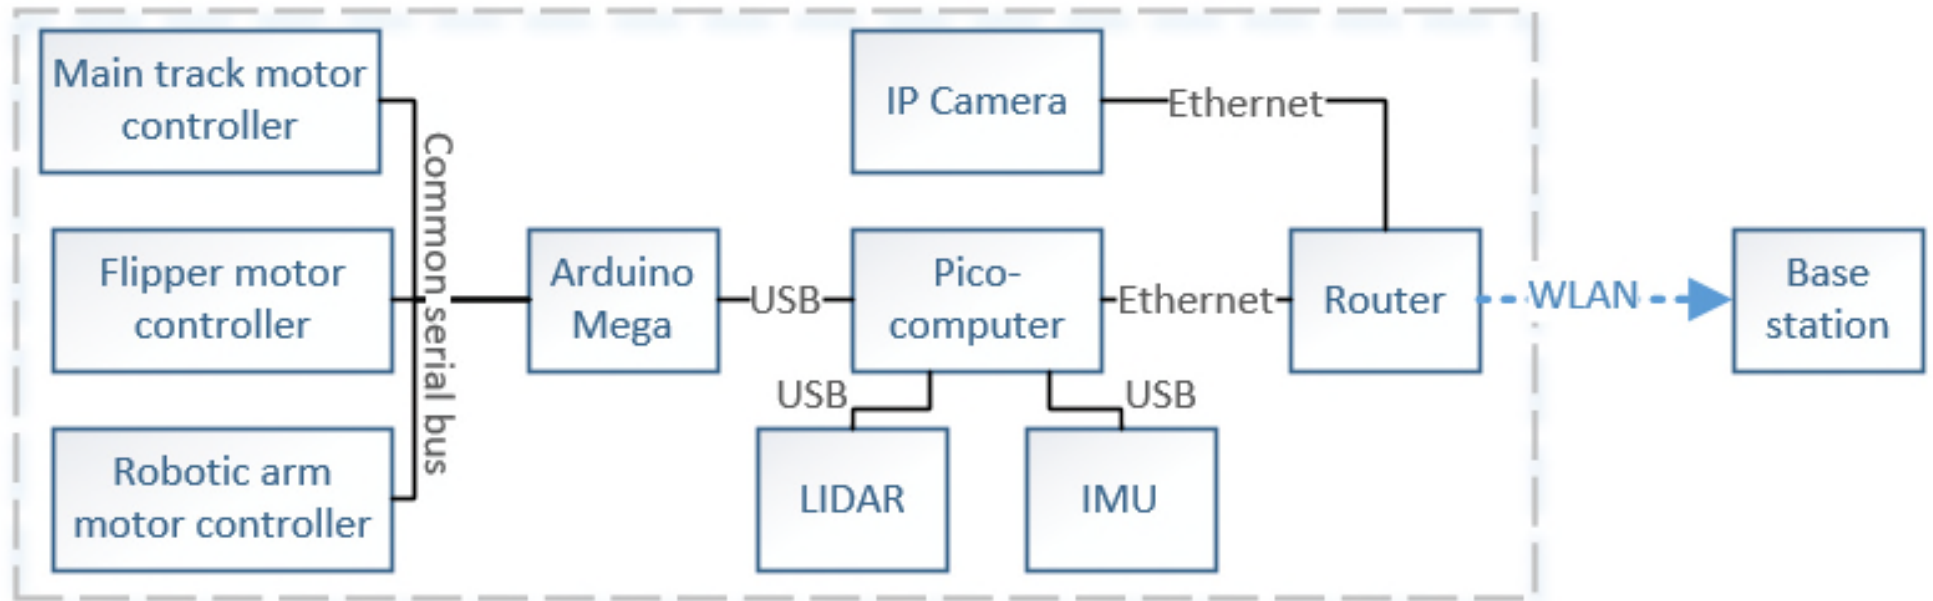 Main track motor
controller
IP Camera
Ethernet
Common serial bus
Flipper motor
controller
Arduino
Mega
USB
Pico-
computer
Ethernet
Router
WLAN
Base
station
USB
USB
Robotic arm
motor controller
LIDAR
IMU